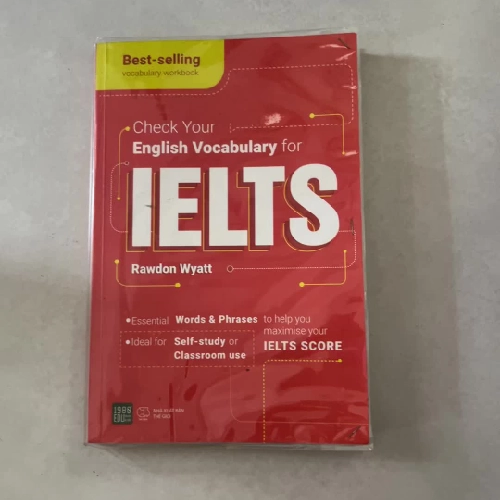 Best-selling
vocabulary workbook
Check Your
English Vocabulary for
IELTS
Rawdon Wyatt
•Essential Words & Phrases to help you
maximise your
•Ideal for Self-study or IELTS SCORE
Classroom use
1980
EDU